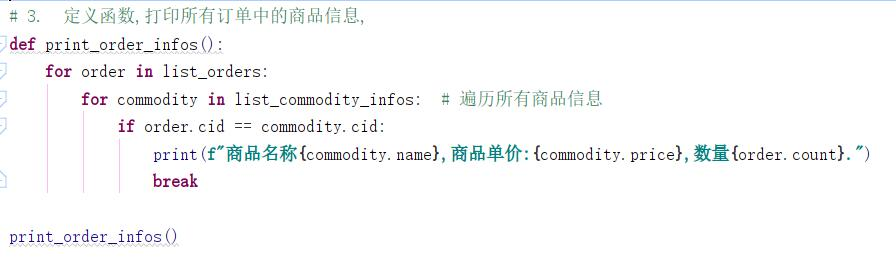 # 3.  定义函数,打印所有订单中的商品信息,
def print_order_infos():
    for order in list_orders:
        for commodity in list_commodity_infos:  # 遍历所有商品信息
            if order.cid == commodity.cid:
                print(f"商品名称{commodity.name},商品单价:{commodity.price},数量{order.count}.")
                break
print_order_infos()